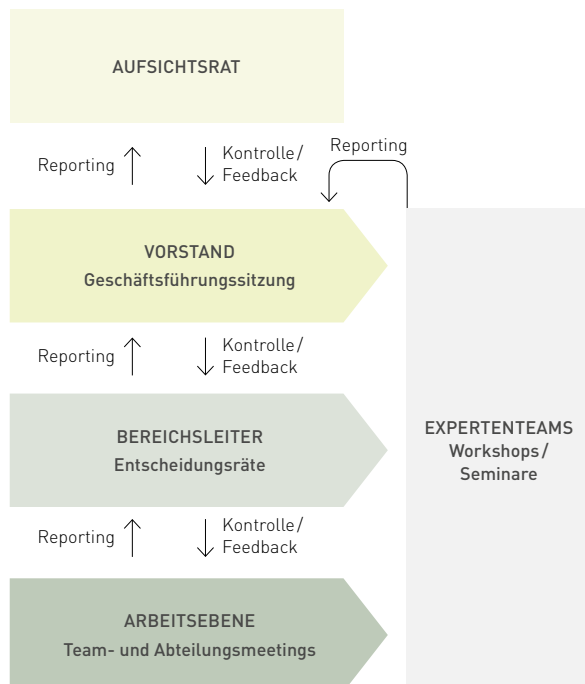 AUFSICHTSRAT
Reporting
Kontrolle/
Feedback
Reporting
VORSTAND
Geschäftsführungssitzung
Reporting
Kontrolle/
Feedback
BEREICHSLEITER
Entscheidungsräte
EXPERTENTEAMS
Workshops/
Seminare
Reporting
Kontrolle/
Feedback
ARBEITSEBENE
Team- und Abteilungsmeetings